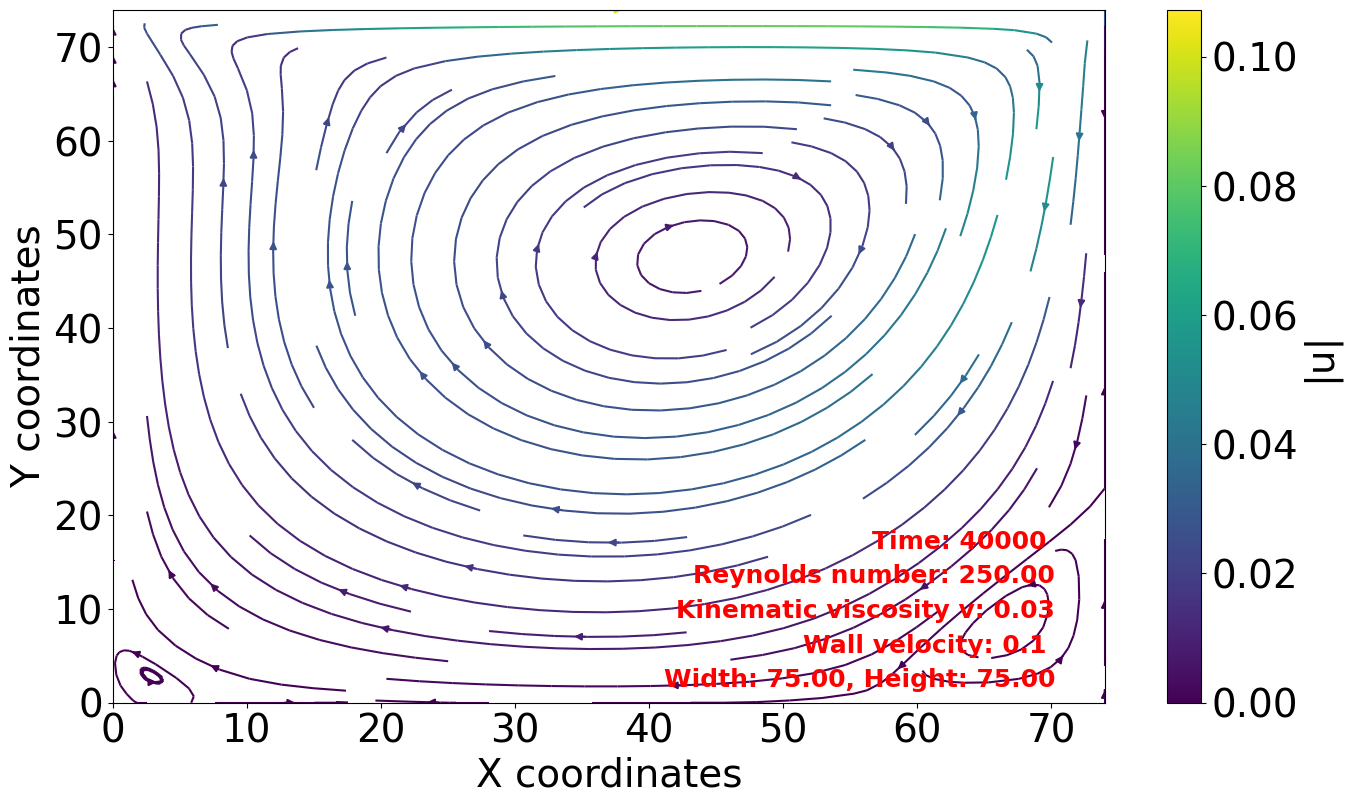 70
60
50
40
30
20
10
0
Y coordinates
0 10 20 30 40 50 60 70
X coordinates
Time: 40000
Reynolds number: 250.00
Kinematic viscosity v: 0.03
Wall velocity: 0.1
Width: 75.00, Height: 75.00
0.10
0.08
0.06
0.04
0.02
0.00
|u|